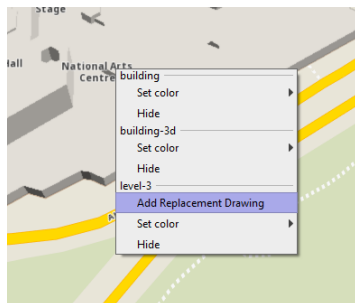 Stage
Hall
National Arts
Centre
building
Set color
Hide
building-3d
Set color
Hide
level-3
Add Replacement Drawing
Set color
Hide